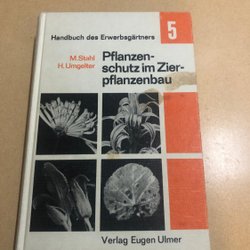 Handbuch des Erwerbsgärtners
5
M. Stahl
H. Umgelter
Pflanzen-
schutz im Zier-
pflanzenbau
Verlag Eugen Ulmer